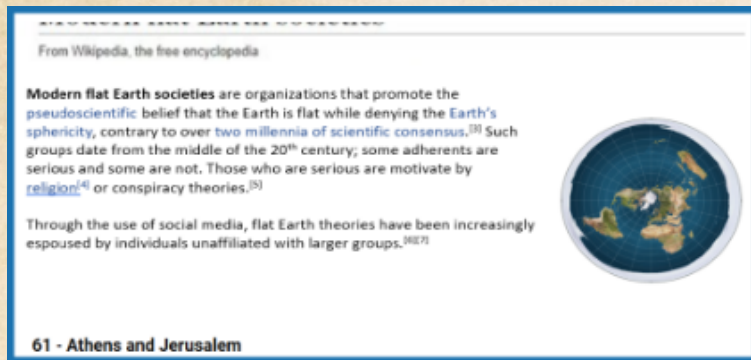 Modern flat Earth societies
From Wikipedia, the free encyclopedia
Modern flat Earth societies are organizations that promote the
pseudoscientific belief that the Earth is flat while denying the Earth's
sphericity, contrary to over two millennia of scientific consensus.[3] Such
groups date from the middle of the 20th century; some adherents are
serious and some are not. Those who are serious are motivate by
religion[4] or conspiracy theories.[5]
Through the use of social media, flat Earth theories have been increasingly
espoused by individuals unaffiliated with larger groups.[6][7]
61 - Athens and Jerusalem